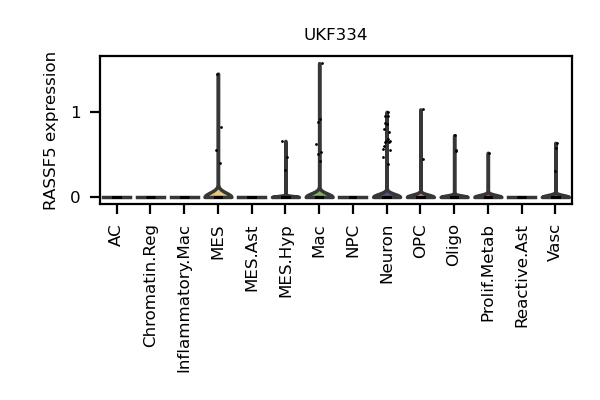 UKF334
RASSF5 expression
1
0
AC
Chromatin.Reg
Inflammatory.Mac
MES
MES.Ast
MES.Hyp
Mac
NPC
Neuron
OPC
Oligo
Prolif.Metab
Reactive.Ast
Vasc